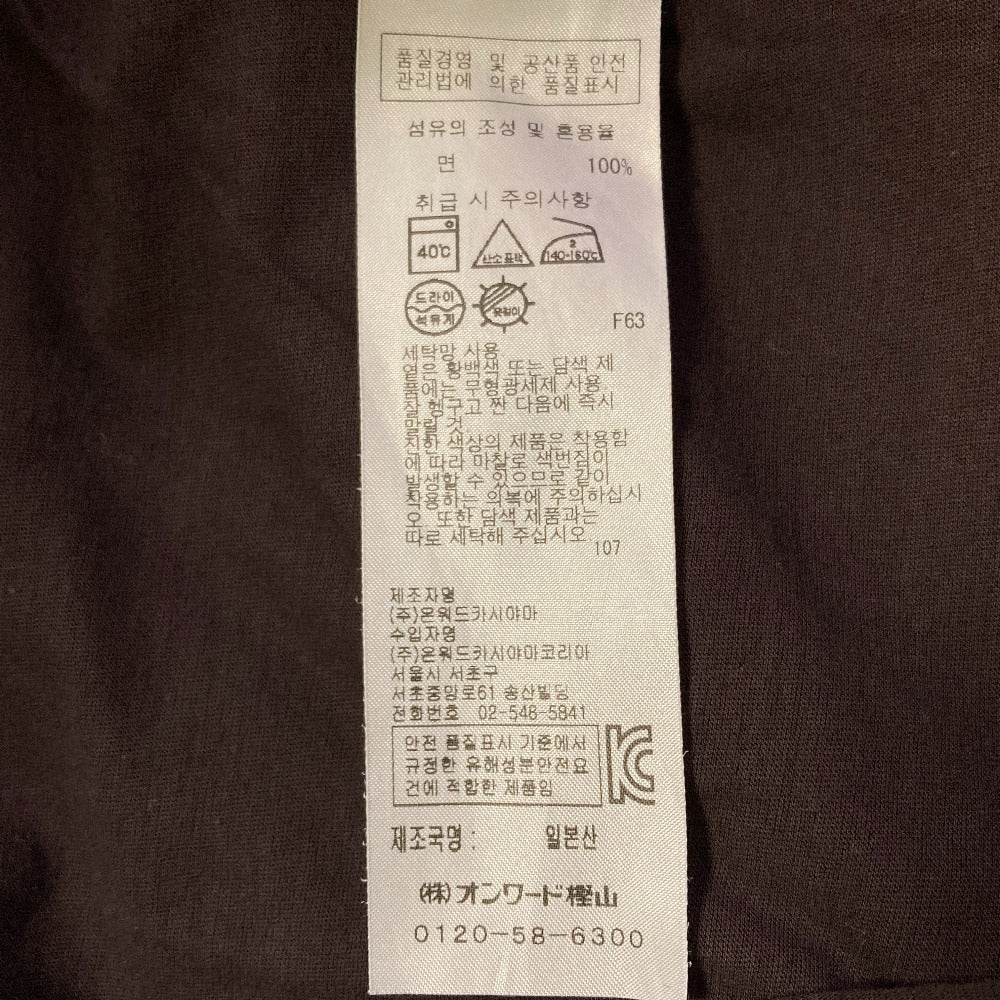 품질경영 및 공산품 안전
관리법에 의한 품질표시
섬유의 조성 및 혼용율
면 100%
취급 시 주의사항
40℃
산소표백
2
140-160℃
드라이
석유계
옷걸이
F63
세탁망 사용
옅은 황백색 또는 담색 제
품에는 무형광세제 사용
잘 헹구고 짠 다음에 즉시
말릴 것
진한 색상의 제품은 착용함
에 따라 마찰로 색번짐이
발생할 수 있으므로 같이
착용하는 의복에 주의하십시
오 또한 담색 제품과는
따로 세탁해 주십시오
107
제조자명
(주)온워드카시야마
수입자명
(주)온워드카시야마코리아
서울시 서초구
서초중앙로61 송산빌딩
전화번호 02-546-5841
안전 품질표시 기준에서
규정한 유해성분안전요
건에 적합한 제품임
제조국명 : 일본산
(株)オンワード樫山
0120-58-6300